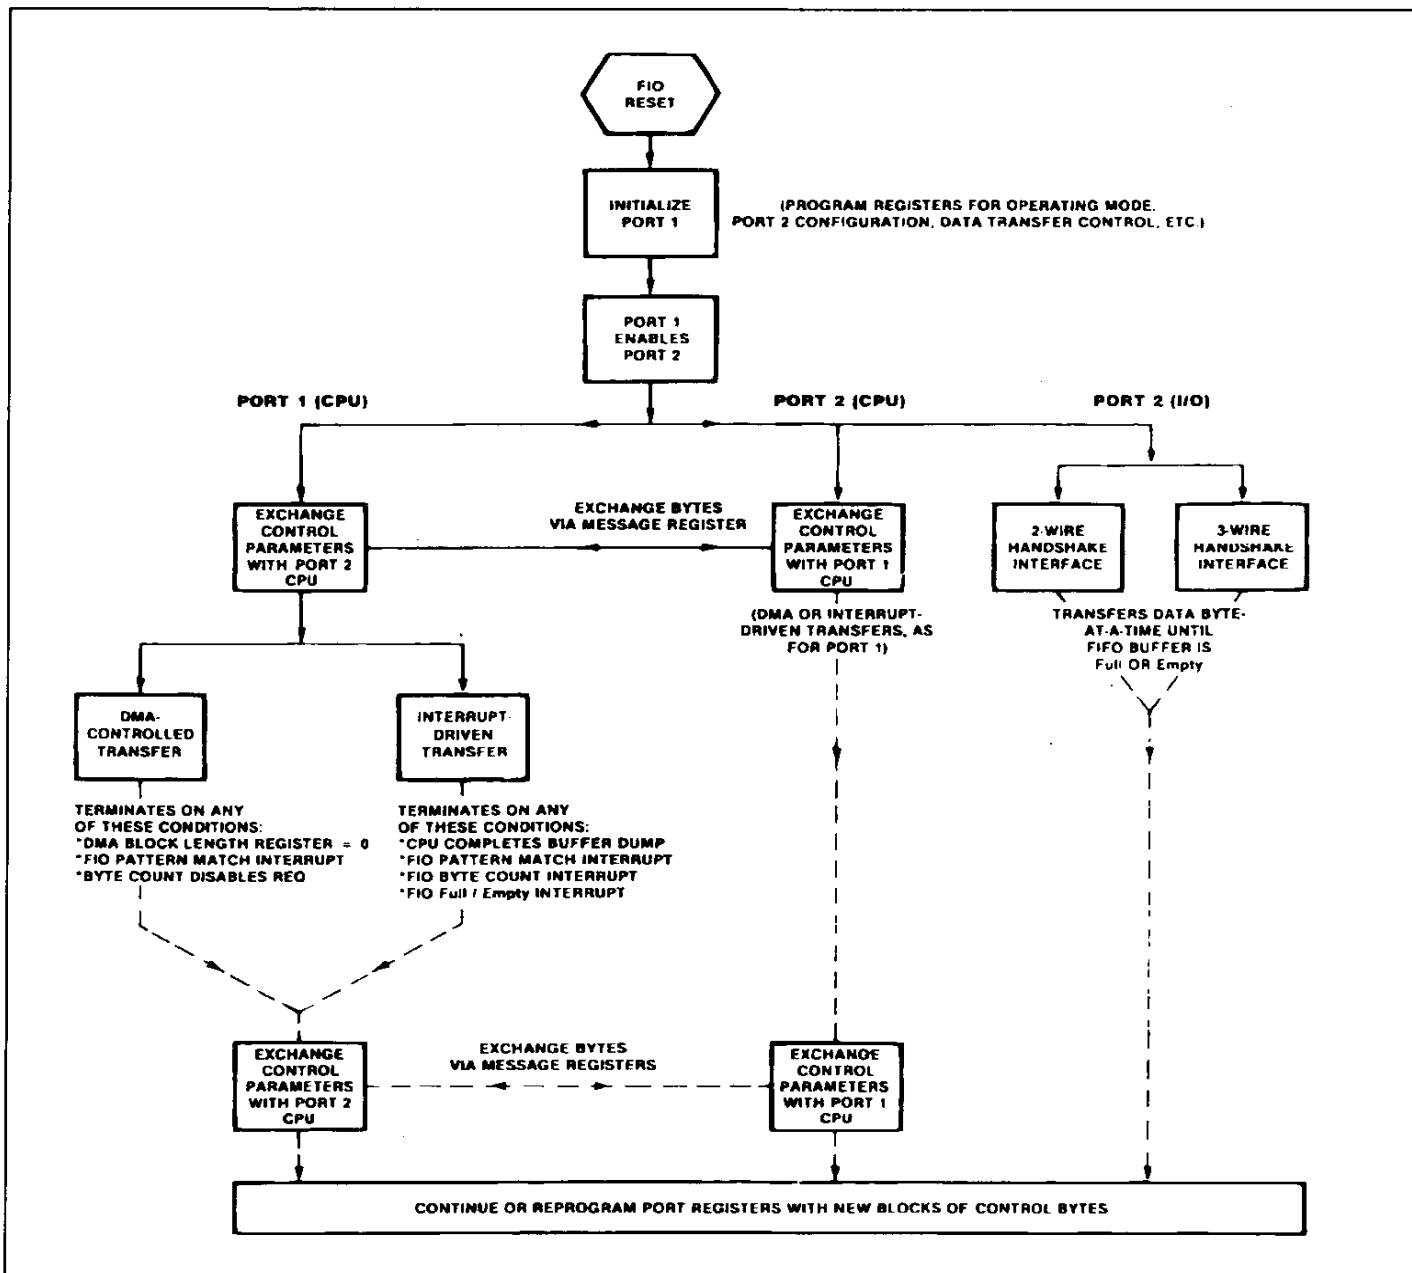 FIO
RESET
INITIALIZE
PORT 1
(PROGRAM REGISTERS FOR OPERATING MODE,
PORT 2 CONFIGURATION, DATA TRANSFER CONTROL, ETC.)
PORT 1
ENABLES
PORT 2
PORT 1 (CPU)
PORT 2 (CPU)
PORT 2 (I/O)
EXCHANGE
CONTROL
PARAMETERS
WITH PORT 2
CPU
EXCHANGE BYTES
VIA MESSAGE REGISTER
EXCHANGE
CONTROL
PARAMETERS
WITH PORT 1
CPU
2-WIRE
HANDSHAKE
INTERFACE
3-WIRE
HANDSHAKE
INTERFACE
(DMA OR INTERRUPT-
DRIVEN TRANSFERS, AS
FOR PORT 1)
TRANSFERS DATA BYTE-
AT-A-TIME UNTIL
FIFO BUFFER IS
Full OR Empty
DMA-
CONTROLLED
TRANSFER
INTERRUPT-
DRIVEN
TRANSFER
TERMINATES ON ANY
OF THESE CONDITIONS:
*DMA BLOCK LENGTH REGISTER = 0
*FIO PATTERN MATCH INTERRUPT
*BYTE COUNT DISABLES REQ
TERMINATES ON ANY
OF THESE CONDITIONS:
*CPU COMPLETES BUFFER DUMP
*FIO PATTERN MATCH INTERRUPT
*FIO BYTE COUNT INTERRUPT
*FIO Full / Empty INTERRUPT
EXCHANGE
CONTROL
PARAMETERS
WITH PORT 2
CPU
EXCHANGE BYTES
VIA MESSAGE REGISTERS
EXCHANGE
CONTROL
PARAMETERS
WITH PORT 1
CPU
CONTINUE OR REPROGRAM PORT REGISTERS WITH NEW BLOCKS OF CONTROL BYTES